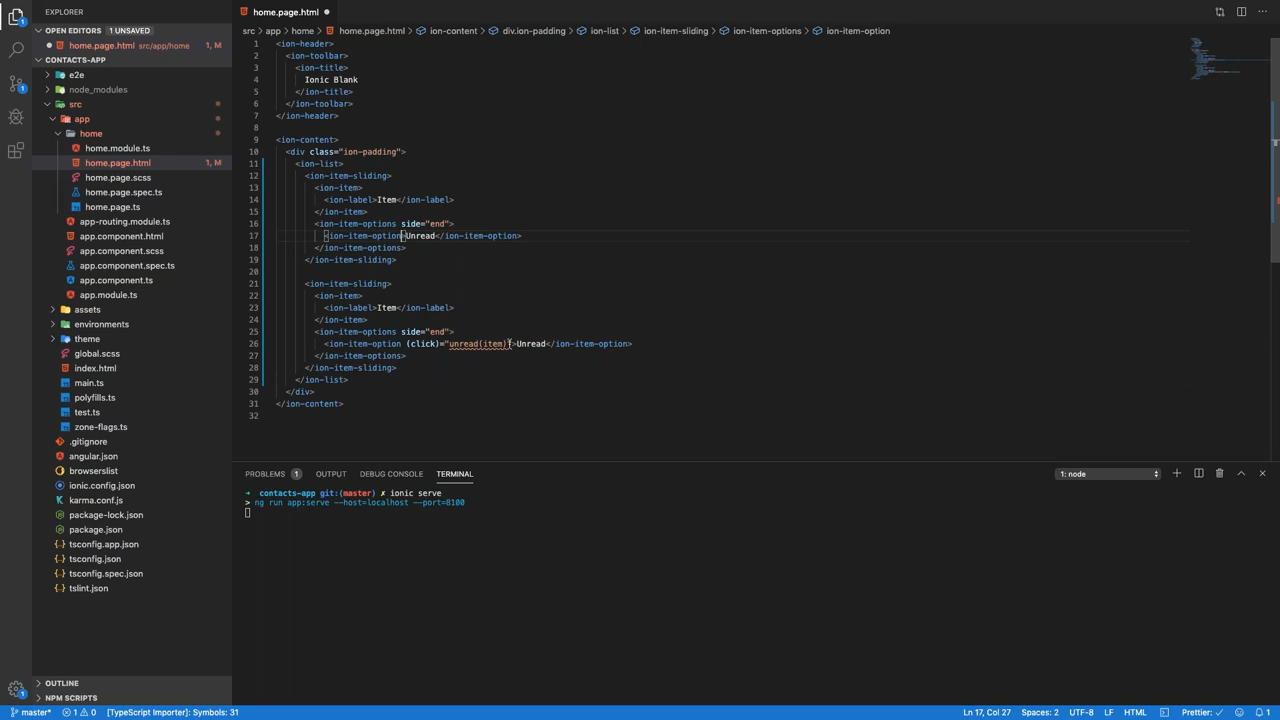 EXPLORER
OPEN EDITORS 1 UNSAVED
home.page.html src/app/home 1, M
CONTACTS-APP
e2e
node_modules
src
app
home
home.module.ts
home.page.html 1, M
home.page.scss
home.page.spec.ts
home.page.ts
app-routing.module.ts
app.component.html
app.component.scss
app.component.spec.ts
app.component.ts
app.module.ts
assets
environments
theme
global.scss
index.html
main.ts
polyfills.ts
test.ts
zone-flags.ts
.gitignore
angular.json
browserslist
ionic.config.json
karma.conf.js
package-lock.json
package.json
tsconfig.app.json
tsconfig.json
tsconfig.spec.json
tslint.json
OUTLINE
NPM SCRIPTS
home.page.html
src > app > home > home.page.html > ion-content > div.ion-padding > ion-list > ion-item-sliding > ion-item-options > ion-item-option
1 <ion-header>
2 <ion-toolbar>
3 <ion-title>
4 Ionic Blank
5 </ion-title>
6 </ion-toolbar>
7 </ion-header>
8
9 <ion-content>
10 <div class="ion-padding">
11 <ion-list>
12 <ion-item-sliding>
13 <ion-item>
14 <ion-label>Item</ion-label>
15 </ion-item>
16 <ion-item-options side="end">
17 <ion-item-option>Unread</ion-item-option>
18 </ion-item-options>
19 </ion-item-sliding>
20
21 <ion-item-sliding>
22 <ion-item>
23 <ion-label>Item</ion-label>
24 </ion-item>
25 <ion-item-options side="end">
26 <ion-item-option (click)="unread(item)">Unread</ion-item-option>
27 </ion-item-options>
28 </ion-item-sliding>
29 </ion-list>
30 </div>
31 </ion-content>
32
PROBLEMS 1 OUTPUT DEBUG CONSOLE TERMINAL 1: node
➜ contacts-app git:(master) ✗ ionic serve
> ng run app:serve --host=localhost --port=8100
master* 1 0 [TypeScript Importer]: Symbols: 31 Ln 17, Col 27 Spaces: 2 UTF-8 LF HTML Prettier: ✓ 1